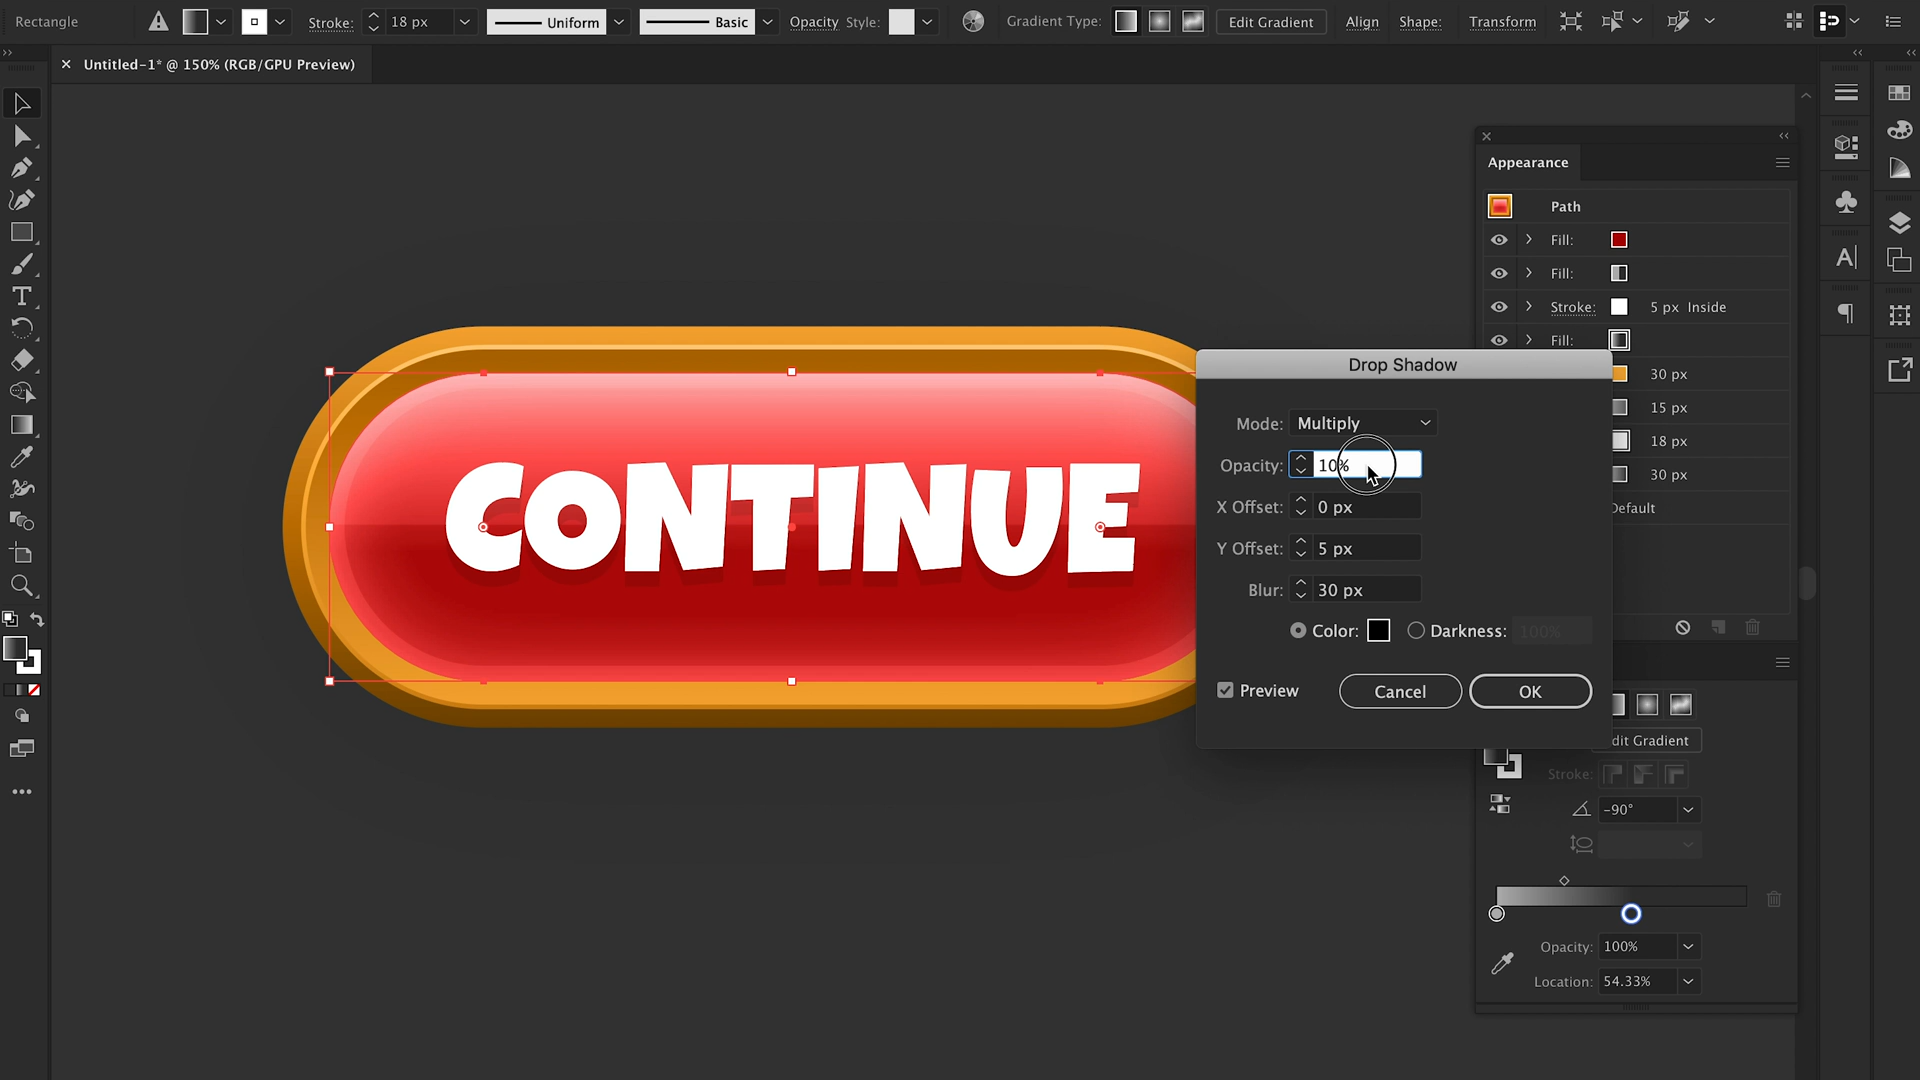 Rectangle Stroke: 18 px Uniform Basic Opacity Style: Gradient Type: Edit Gradient Align Shape: Transform
Untitled-1* @ 150% (RGB/GPU Preview)
Appearance
Path
Fill:
Fill:
Stroke: 5 px Inside
Fill:
30 px
15 px
18 px
30 px
Default
CONTINUE
Drop Shadow
Mode: Multiply
Opacity: 10%
X Offset: 0 px
Y Offset: 5 px
Blur: 30 px
Color: Darkness: 100%
Preview Cancel OK
dit Gradient
Stroke:
-90°
Opacity: 100%
Location: 54.33%